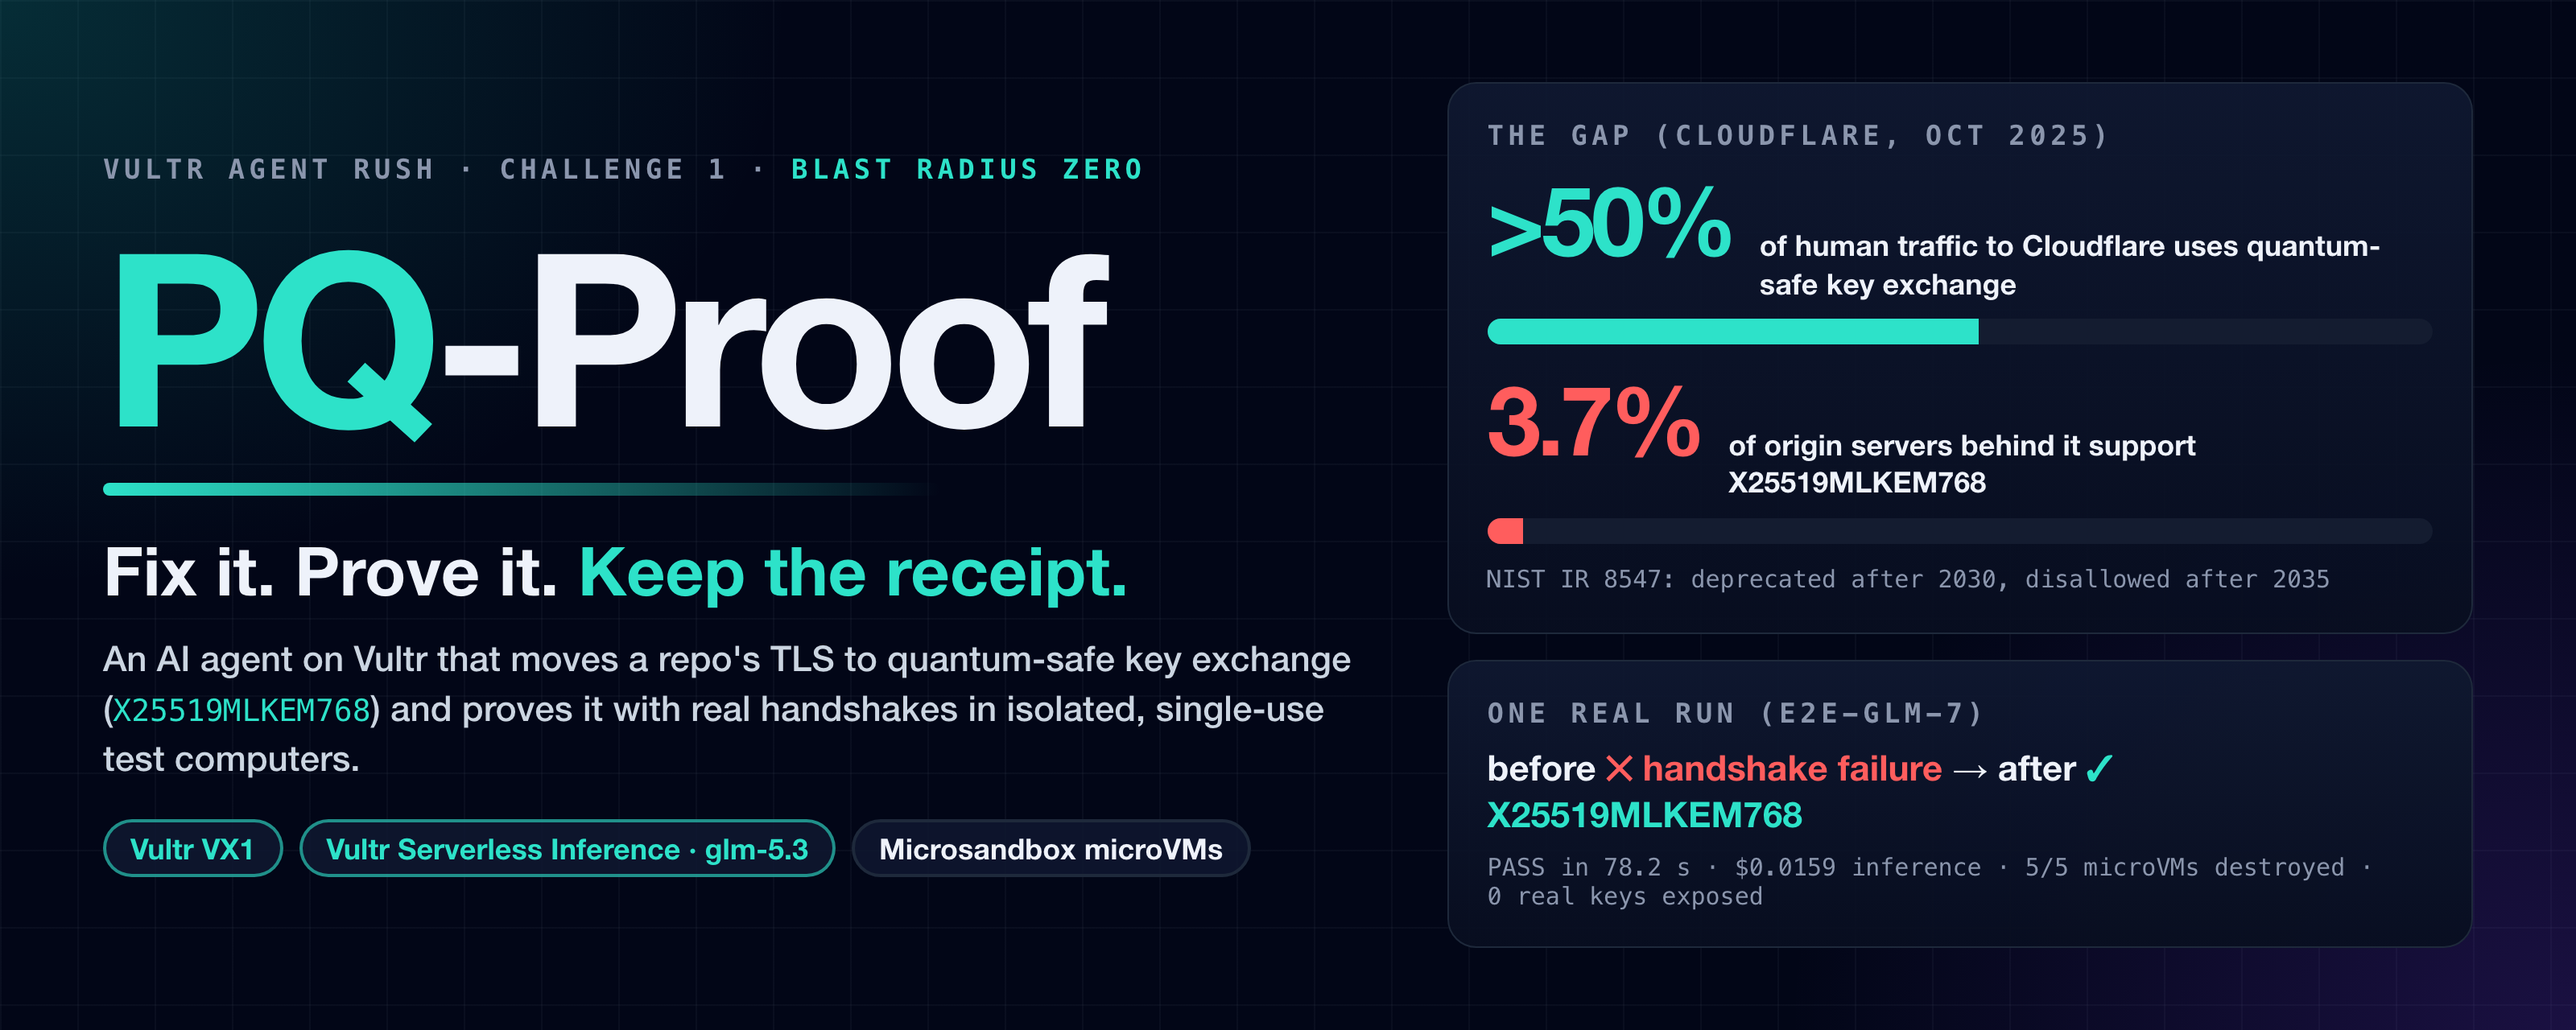 VULTR AGENT RUSH · CHALLENGE 1 · BLAST RADIUS ZERO
PQ-Proof
Fix it. Prove it. Keep the receipt.
An AI agent on Vultr that moves a repo's TLS to quantum-safe key exchange
(X25519MLKEM768) and proves it with real handshakes in isolated, single-use
test computers.
Vultr VX1
Vultr Serverless Inference · glm-5.3
Microsandbox microVMs
THE GAP (CLOUDFLARE, OCT 2025)
>50% of human traffic to Cloudflare uses quantum-
safe key exchange
3.7% of origin servers behind it support
X25519MLKEM768
NIST IR 8547: deprecated after 2030, disallowed after 2035
ONE REAL RUN (E2E-GLM-7)
before ✕ handshake failure → after ✓
X25519MLKEM768
PASS in 78.2 s · $0.0159 inference · 5/5 microVMs destroyed ·
0 real keys exposed